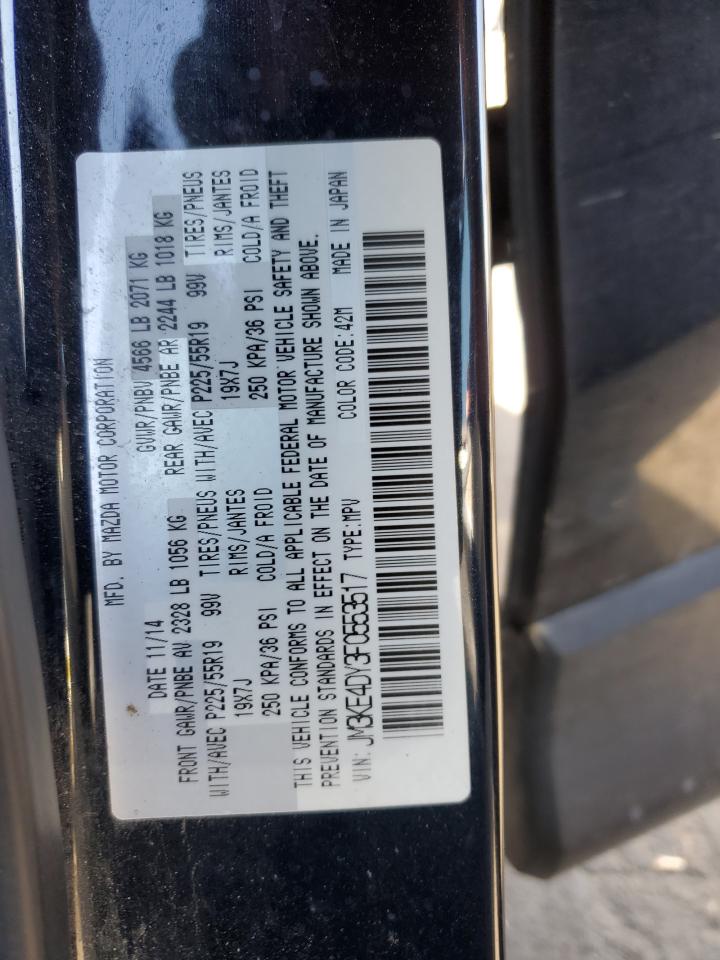 MFD. BY MAZDA MOTOR CORPORATION
DATE 11/14 GVWR/PNBV 4566 LB 2071 KG
FRONT GAWR/PNBE AV 2328 LB 1056 KG REAR GAWR/PNBE AR 2244 LB 1018 KG
WITH/AVEC P225/55R19 99V TIRES/PNEUS WITH/AVEC P225/55R19 99V TIRES/PNEUS
19X7J RIMS/JANTES 19X7J RIMS/JANTES
250 KPA/36 PSI COLD/A FROID 250 KPA/36 PSI COLD/A FROID
THIS VEHICLE CONFORMS TO ALL APPLICABLE FEDERAL MOTOR VEHICLE SAFETY AND THEFT
PREVENTION STANDARDS IN EFFECT ON THE DATE OF MANUFACTURE SHOWN ABOVE.
VIN: JM3KE4DY3F0553517 TYPE:MPV COLOR CODE:42M MADE IN JAPAN